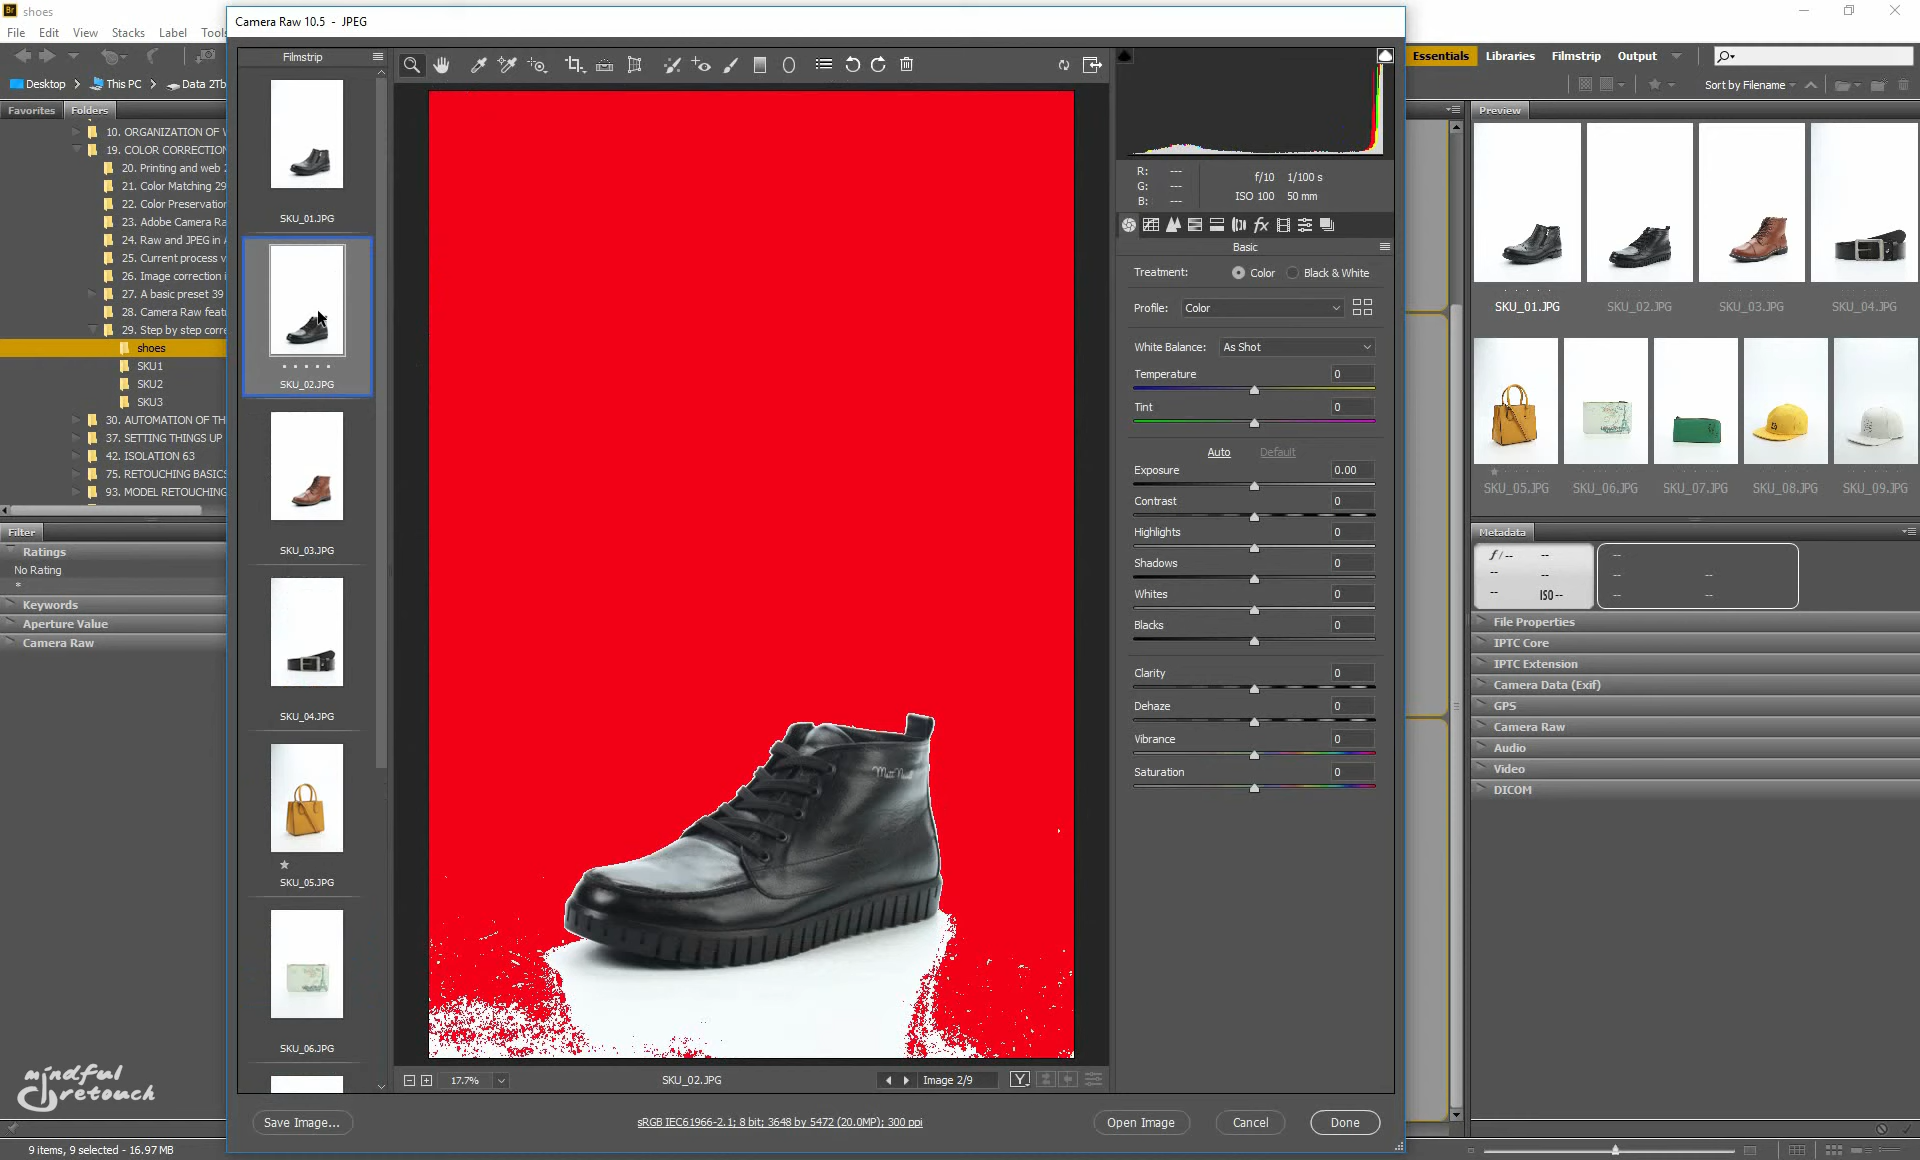 shoes
Camera Raw 10.5 - JPEG
File Edit View Stacks Label Tools
Essentials Libraries Filmstrip Output
Desktop This PC Data 2Tb
Sort by Filename
Favorites Folders
10. ORGANIZATION OF
19. COLOR CORRECTION
20. Printing and web
21. Color Matching 29
22. Color Preservation
23. Adobe Camera Ra
24. Raw and JPEG in
25. Current process v
26. Image correction i
27. A basic preset 39
28. Camera Raw feat
29. Step by step corre
shoes
SKU1
SKU2
SKU3
30. AUTOMATION OF TH
37. SETTING THINGS UP
42. ISOLATION 63
75. RETOUCHING BASICS
93. MODEL RETOUCHING
Filter
Ratings
No Rating
Keywords
Aperture Value
Camera Raw
mindful
retouch
9 items, 9 selected - 16.97 MB
Filmstrip
SKU_01.JPG
SKU_02.JPG
SKU_03.JPG
SKU_04.JPG
SKU_05.JPG
SKU_06.JPG
17.7%
SKU_02.JPG
Image 2/9
Y
Save Image...
sRGB IEC61966-2.1; 8 bit; 3648 by 5472 (20.0MP); 300 ppi
Open Image
Cancel
Done
R: ---
G: ---
B: ---
f/10 1/100 s
ISO 100 50 mm
fx
Basic
Treatment: Color Black & White
Profile: Color
White Balance: As Shot
Temperature 0
Tint 0
Auto Default
Exposure 0.00
Contrast 0
Highlights 0
Shadows 0
Whites 0
Blacks 0
Clarity 0
Dehaze 0
Vibrance 0
Saturation 0
Preview
SKU_01.JPG SKU_02.JPG SKU_03.JPG SKU_04.JPG
SKU_05.JPG SKU_06.JPG SKU_07.JPG SKU_08.JPG SKU_09.JPG
Metadata
f/-- --
-- --
-- ISO--
--
-- --
-- --
File Properties
IPTC Core
IPTC Extension
Camera Data (Exif)
GPS
Camera Raw
Audio
Video
DICOM